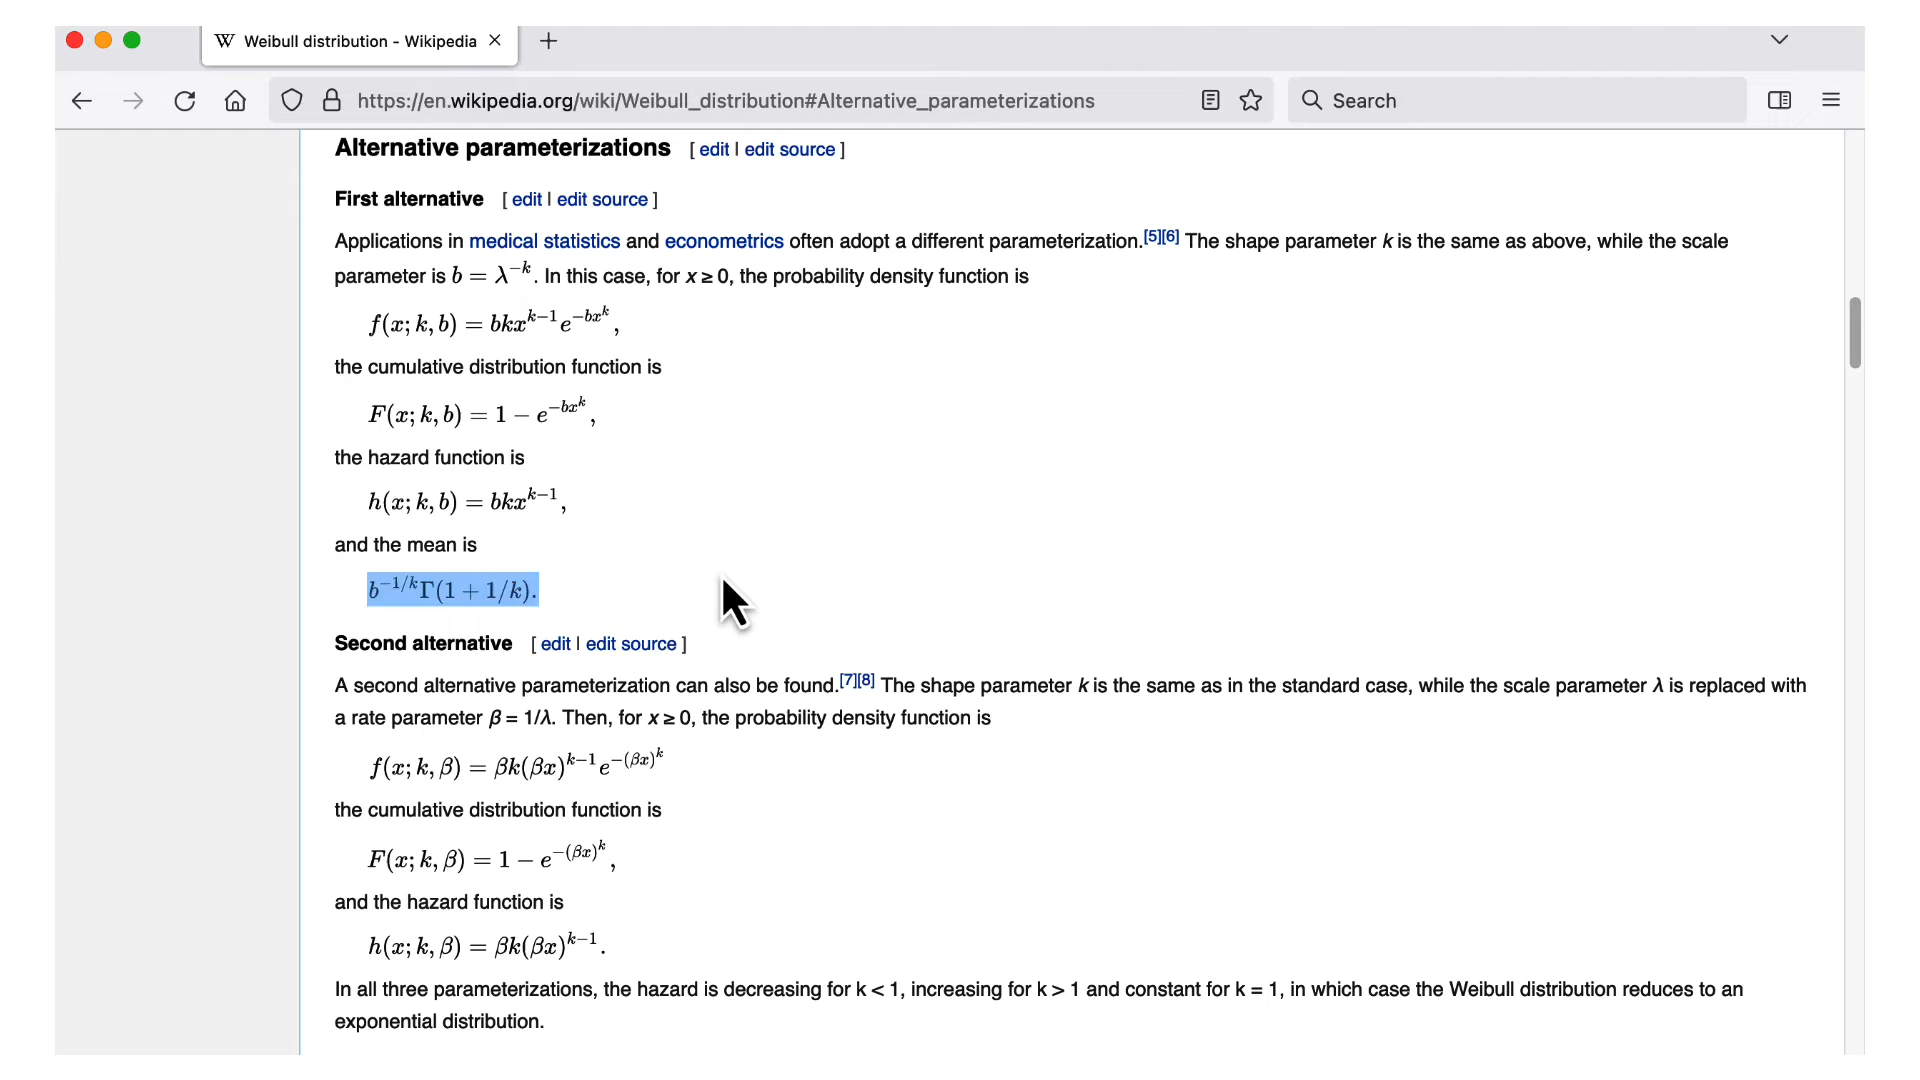 Weibull distribution - Wikipedia
https://en.wikipedia.org/wiki/Weibull_distribution#Alternative_parameterizations
Search
Alternative parameterizations [ edit | edit source ]
First alternative [ edit | edit source ]
Applications in medical statistics and econometrics often adopt a different parameterization.[5][6] The shape parameter k is the same as above, while the scale
parameter is b = λ^{−k}. In this case, for x ≥ 0, the probability density function is
f(x; k, b) = bkx^{k−1}e^{−bx^k},
the cumulative distribution function is
F(x; k, b) = 1 − e^{−bx^k},
the hazard function is
h(x; k, b) = bkx^{k−1},
and the mean is
b^{−1/k}Γ(1 + 1/k).
Second alternative [ edit | edit source ]
A second alternative parameterization can also be found.[7][8] The shape parameter k is the same as in the standard case, while the scale parameter λ is replaced with
a rate parameter β = 1/λ. Then, for x ≥ 0, the probability density function is
f(x; k, β) = βk(βx)^{k−1}e^{−(βx)^k}
the cumulative distribution function is
F(x; k, β) = 1 − e^{−(βx)^k},
and the hazard function is
h(x; k, β) = βk(βx)^{k−1}.
In all three parameterizations, the hazard is decreasing for k < 1, increasing for k > 1 and constant for k = 1, in which case the Weibull distribution reduces to an
exponential distribution.